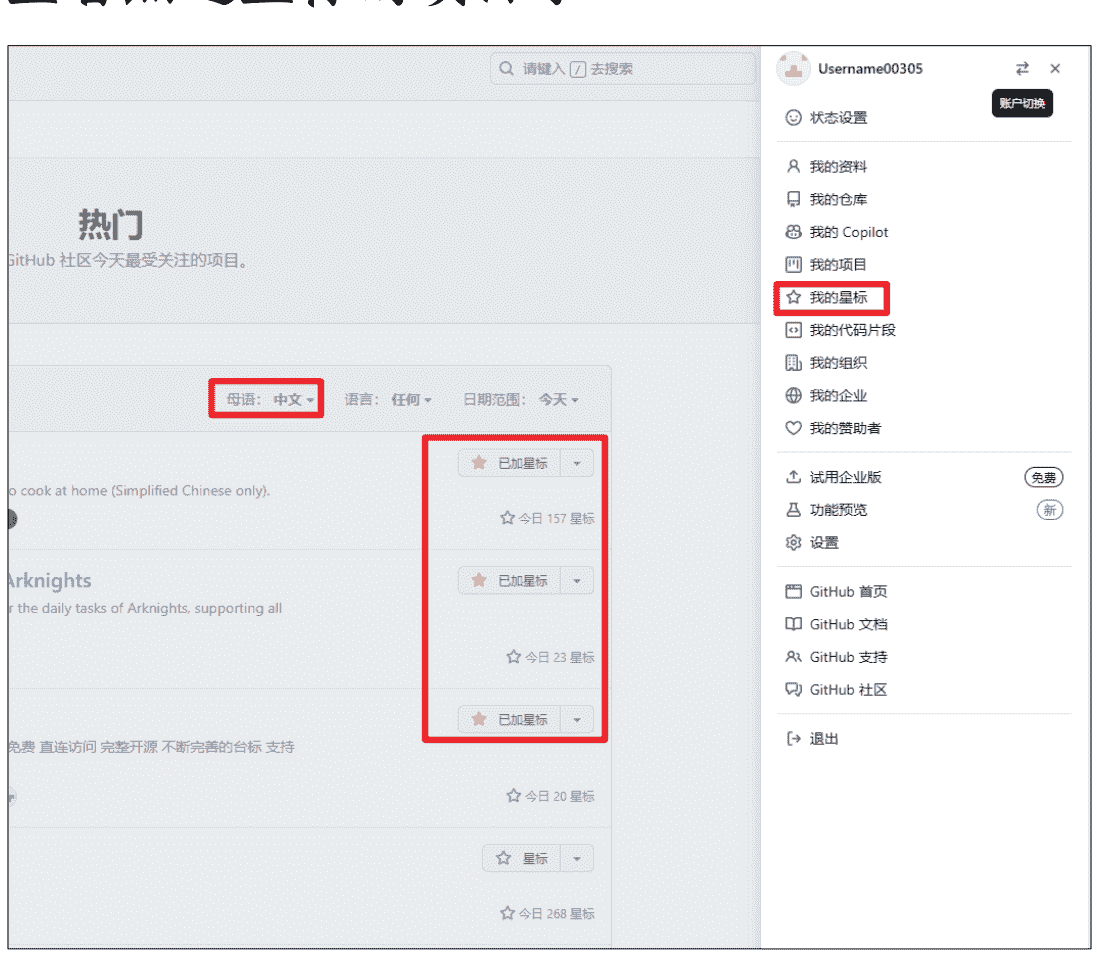 请键入 / 去搜索
热门
GitHub 社区今天最受关注的项目。
母语： 中文 语言： 任何 日期范围： 今天
已加星标
o cook at home (Simplified Chinese only).
今日 157 星标
Arknights
已加星标
r the daily tasks of Arknights, supporting all
今日 23 星标
已加星标
免费 直连访问 完整开源 不断完善的台标 支持
今日 20 星标
星标
今日 268 星标
Username00305
账户切换
状态设置
我的资料
我的仓库
我的 Copilot
我的项目
我的星标
我的代码片段
我的组织
我的企业
我的赞助者
试用企业版 免费
功能预览 新
设置
GitHub 首页
GitHub 文档
GitHub 支持
GitHub 社区
退出